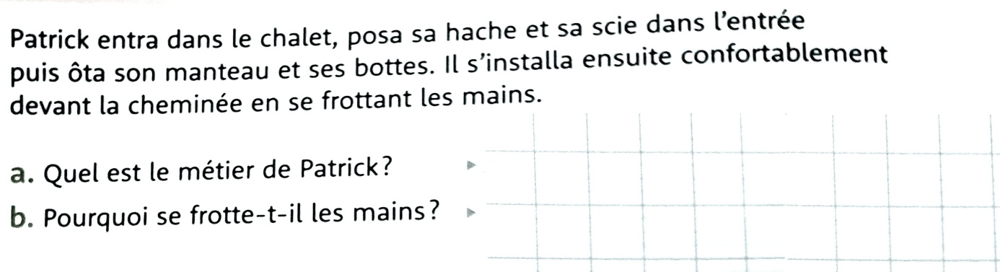 Patrick entra dans le chalet, posa sa hache et sa scie dans l'entrée
puis ôta son manteau et ses bottes. Il s'installa ensuite confortablement
devant la cheminée en se frottant les mains.
a. Quel est le métier de Patrick ?
b. Pourquoi se frotte-t-il les mains ?